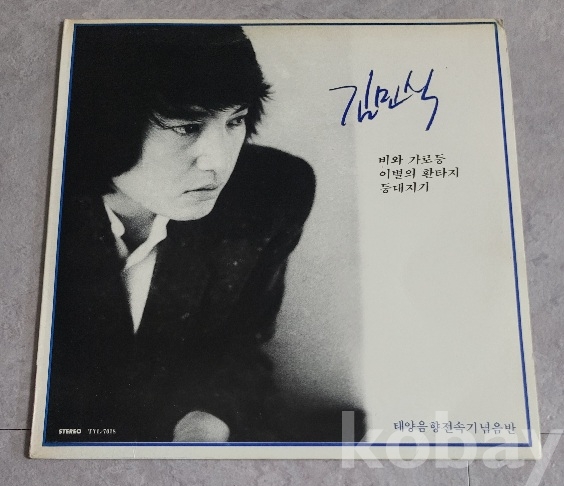 김민식
비와 가로등
이별의 환타지
등대지기
태양음향전속기념음반
STEREO
kobay